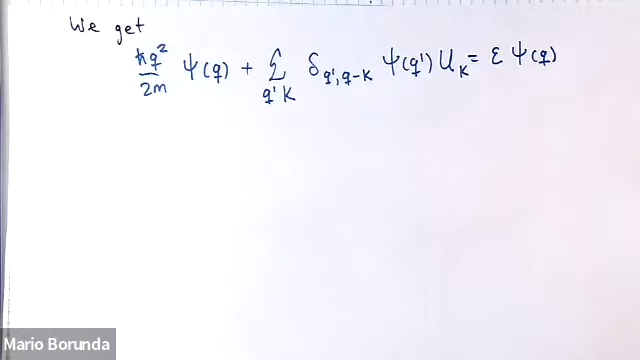 We get
ħq²/2m ψ(q) + Σ_{q'K} δ_{q',q-K} ψ(q') U_K = ε ψ(q)
Mario Borunda